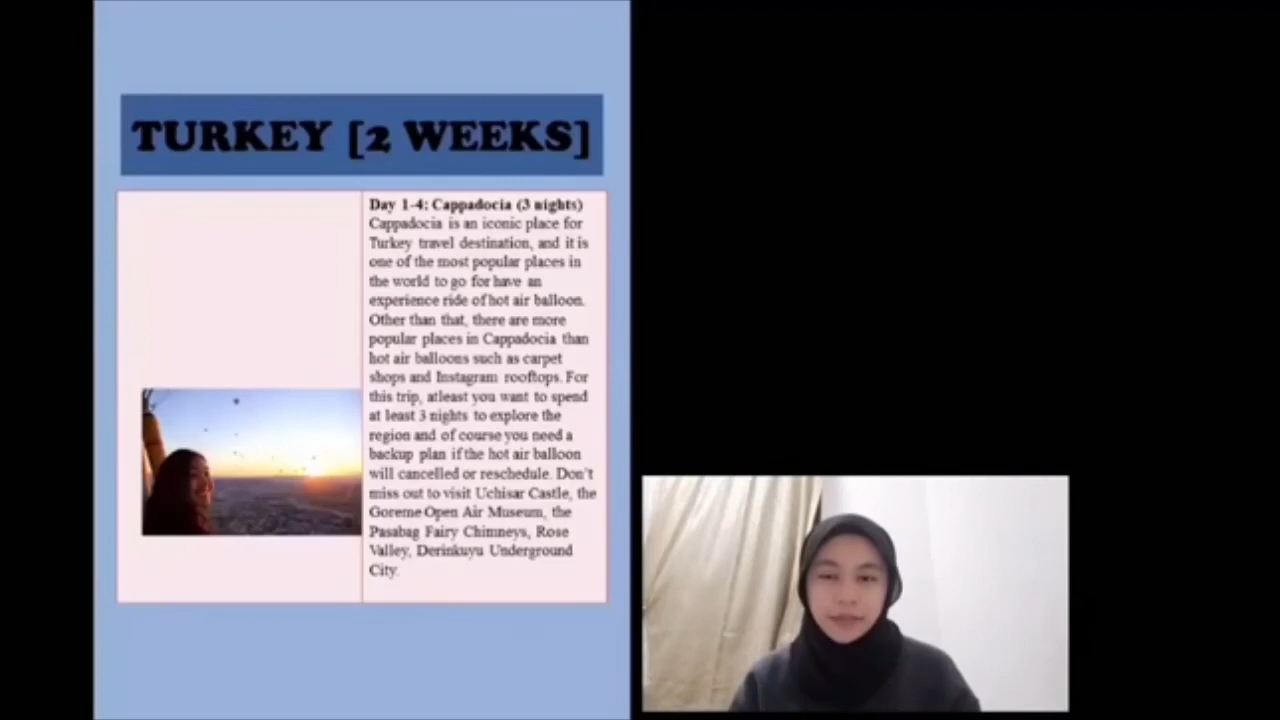 TURKEY [2 WEEKS]
Day 1-4: Cappadocia (3 nights)
Cappadocia is an iconic place for
Turkey travel destination, and it is
one of the most popular places in
the world to go for have an
experience ride of hot air balloon.
Other than that, there are more
popular places in Cappadocia than
hot air balloons such as carpet
shops and Instagram rooftops. For
this trip, atleast you want to spend
at least 3 nights to explore the
region and of course you need a
backup plan if the hot air balloon
will cancelled or reschedule. Don't
miss out to visit Uchisar Castle, the
Goreme Open Air Museum, the
Pasabag Fairy Chimneys, Rose
Valley, Derinkuyu Underground
City.